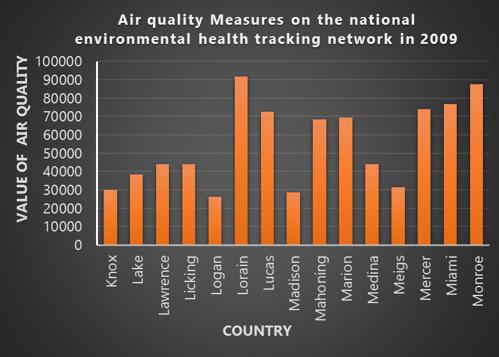 Air quality Measures on the national
environmental health tracking network in 2009
VALUE OF AIR QUALITY
100000
90000
80000
70000
60000
50000
40000
30000
20000
10000
0
Knox
Lake
Lawrence
Licking
Logan
Lorain
Lucas
Madison
Mahoning
Marion
Medina
Meigs
Mercer
Miami
Monroe
COUNTRY